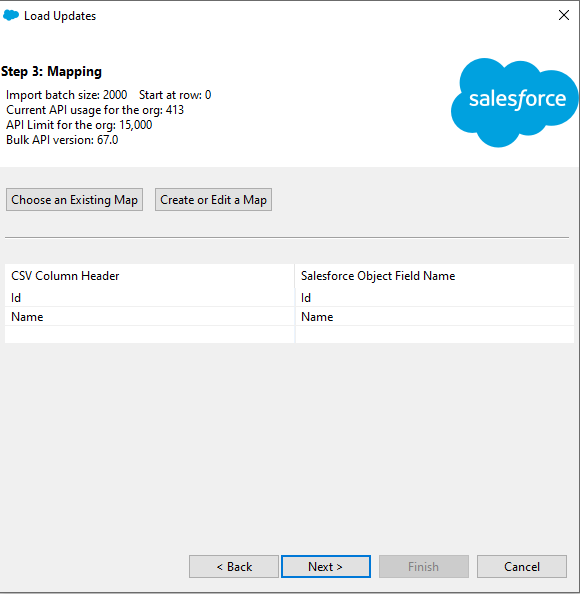 Load Updates
Step 3: Mapping
Import batch size: 2000 Start at row: 0
Current API usage for the org: 413
API Limit for the org: 15,000
Bulk API version: 67.0
salesforce
Choose an Existing Map Create or Edit a Map
CSV Column Header Salesforce Object Field Name
Id Id
Name Name
< Back Next > Finish Cancel